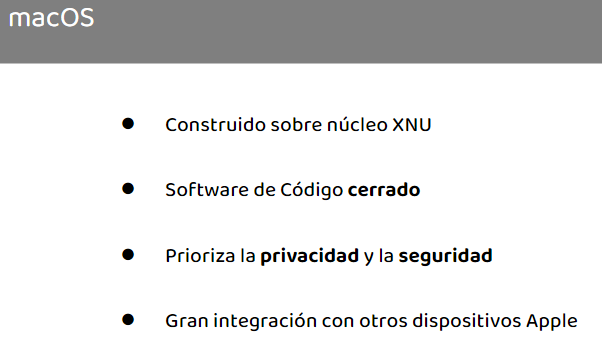 macOS
● Construido sobre núcleo XNU
● Software de Código cerrado
● Prioriza la privacidad y la seguridad
● Gran integración con otros dispositivos Apple